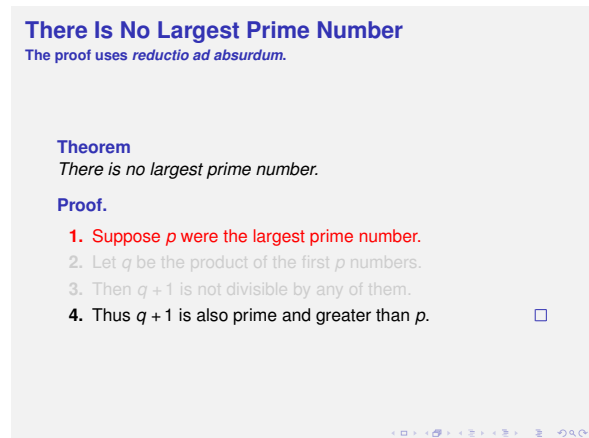 There Is No Largest Prime Number
The proof uses reductio ad absurdum.
Theorem
There is no largest prime number.
Proof.
1. Suppose p were the largest prime number.
2. Let q be the product of the first p numbers.
3. Then q + 1 is not divisible by any of them.
4. Thus q + 1 is also prime and greater than p.